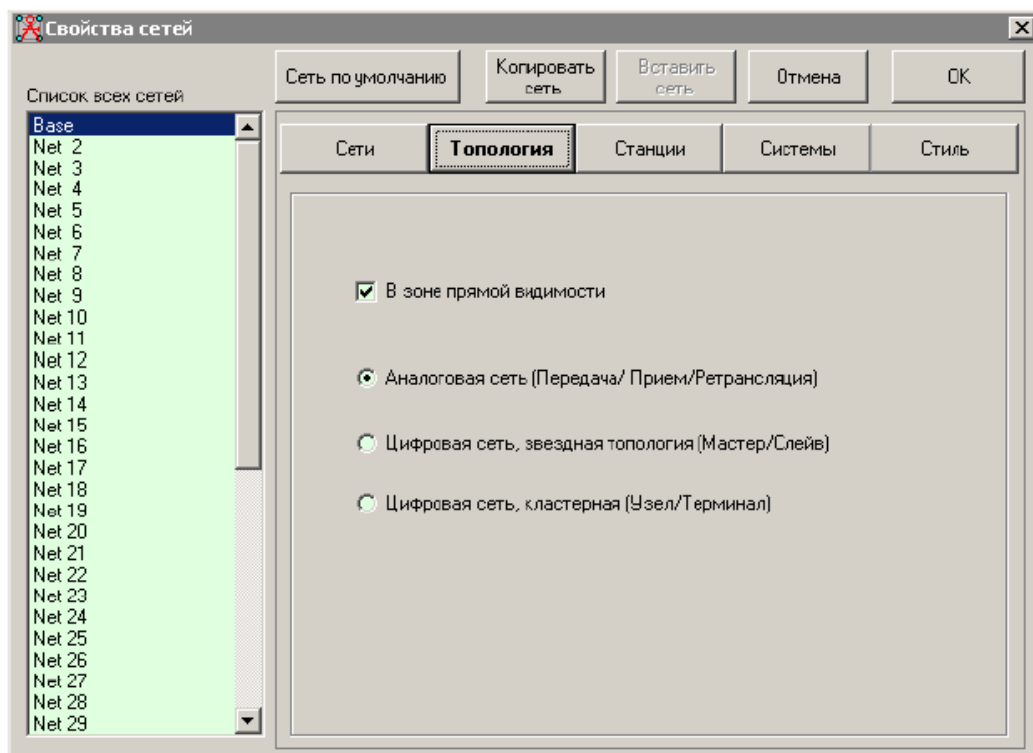 Свойства сетей
Сеть по умолчанию
Копировать
сеть
Вставить
сеть
Отмена
OK
Список всех сетей
Base
Net 2
Net 3
Net 4
Net 5
Net 6
Net 7
Net 8
Net 9
Net 10
Net 11
Net 12
Net 13
Net 14
Net 15
Net 16
Net 17
Net 18
Net 19
Net 20
Net 21
Net 22
Net 23
Net 24
Net 25
Net 26
Net 27
Net 28
Net 29
Сети
Топология
Станции
Системы
Стиль
В зоне прямой видимости
Аналоговая сеть (Передача/ Прием/Ретрансляция)
Цифровая сеть, звездная топология (Мастер/Слейв)
Цифровая сеть, кластерная (Узел/Терминал)